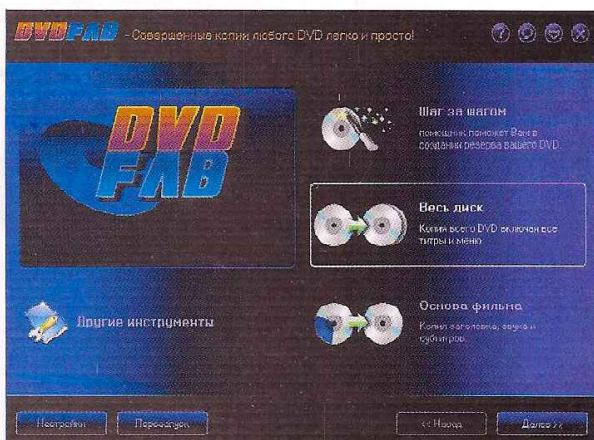 DVDFAB - Совершенные копии любого DVD легко и просто!
DVD
FAB
Шаг за шагом
помощник поможет Вам в
создании резерва вашего DVD.
Весь диск
Копия всего DVD включая все
титры и меню.
Другие инструменты
Основа фильма
Копия заголовка, звука и
субтитров.
Настройки
Перезапуск
<< Назад
Далее >>